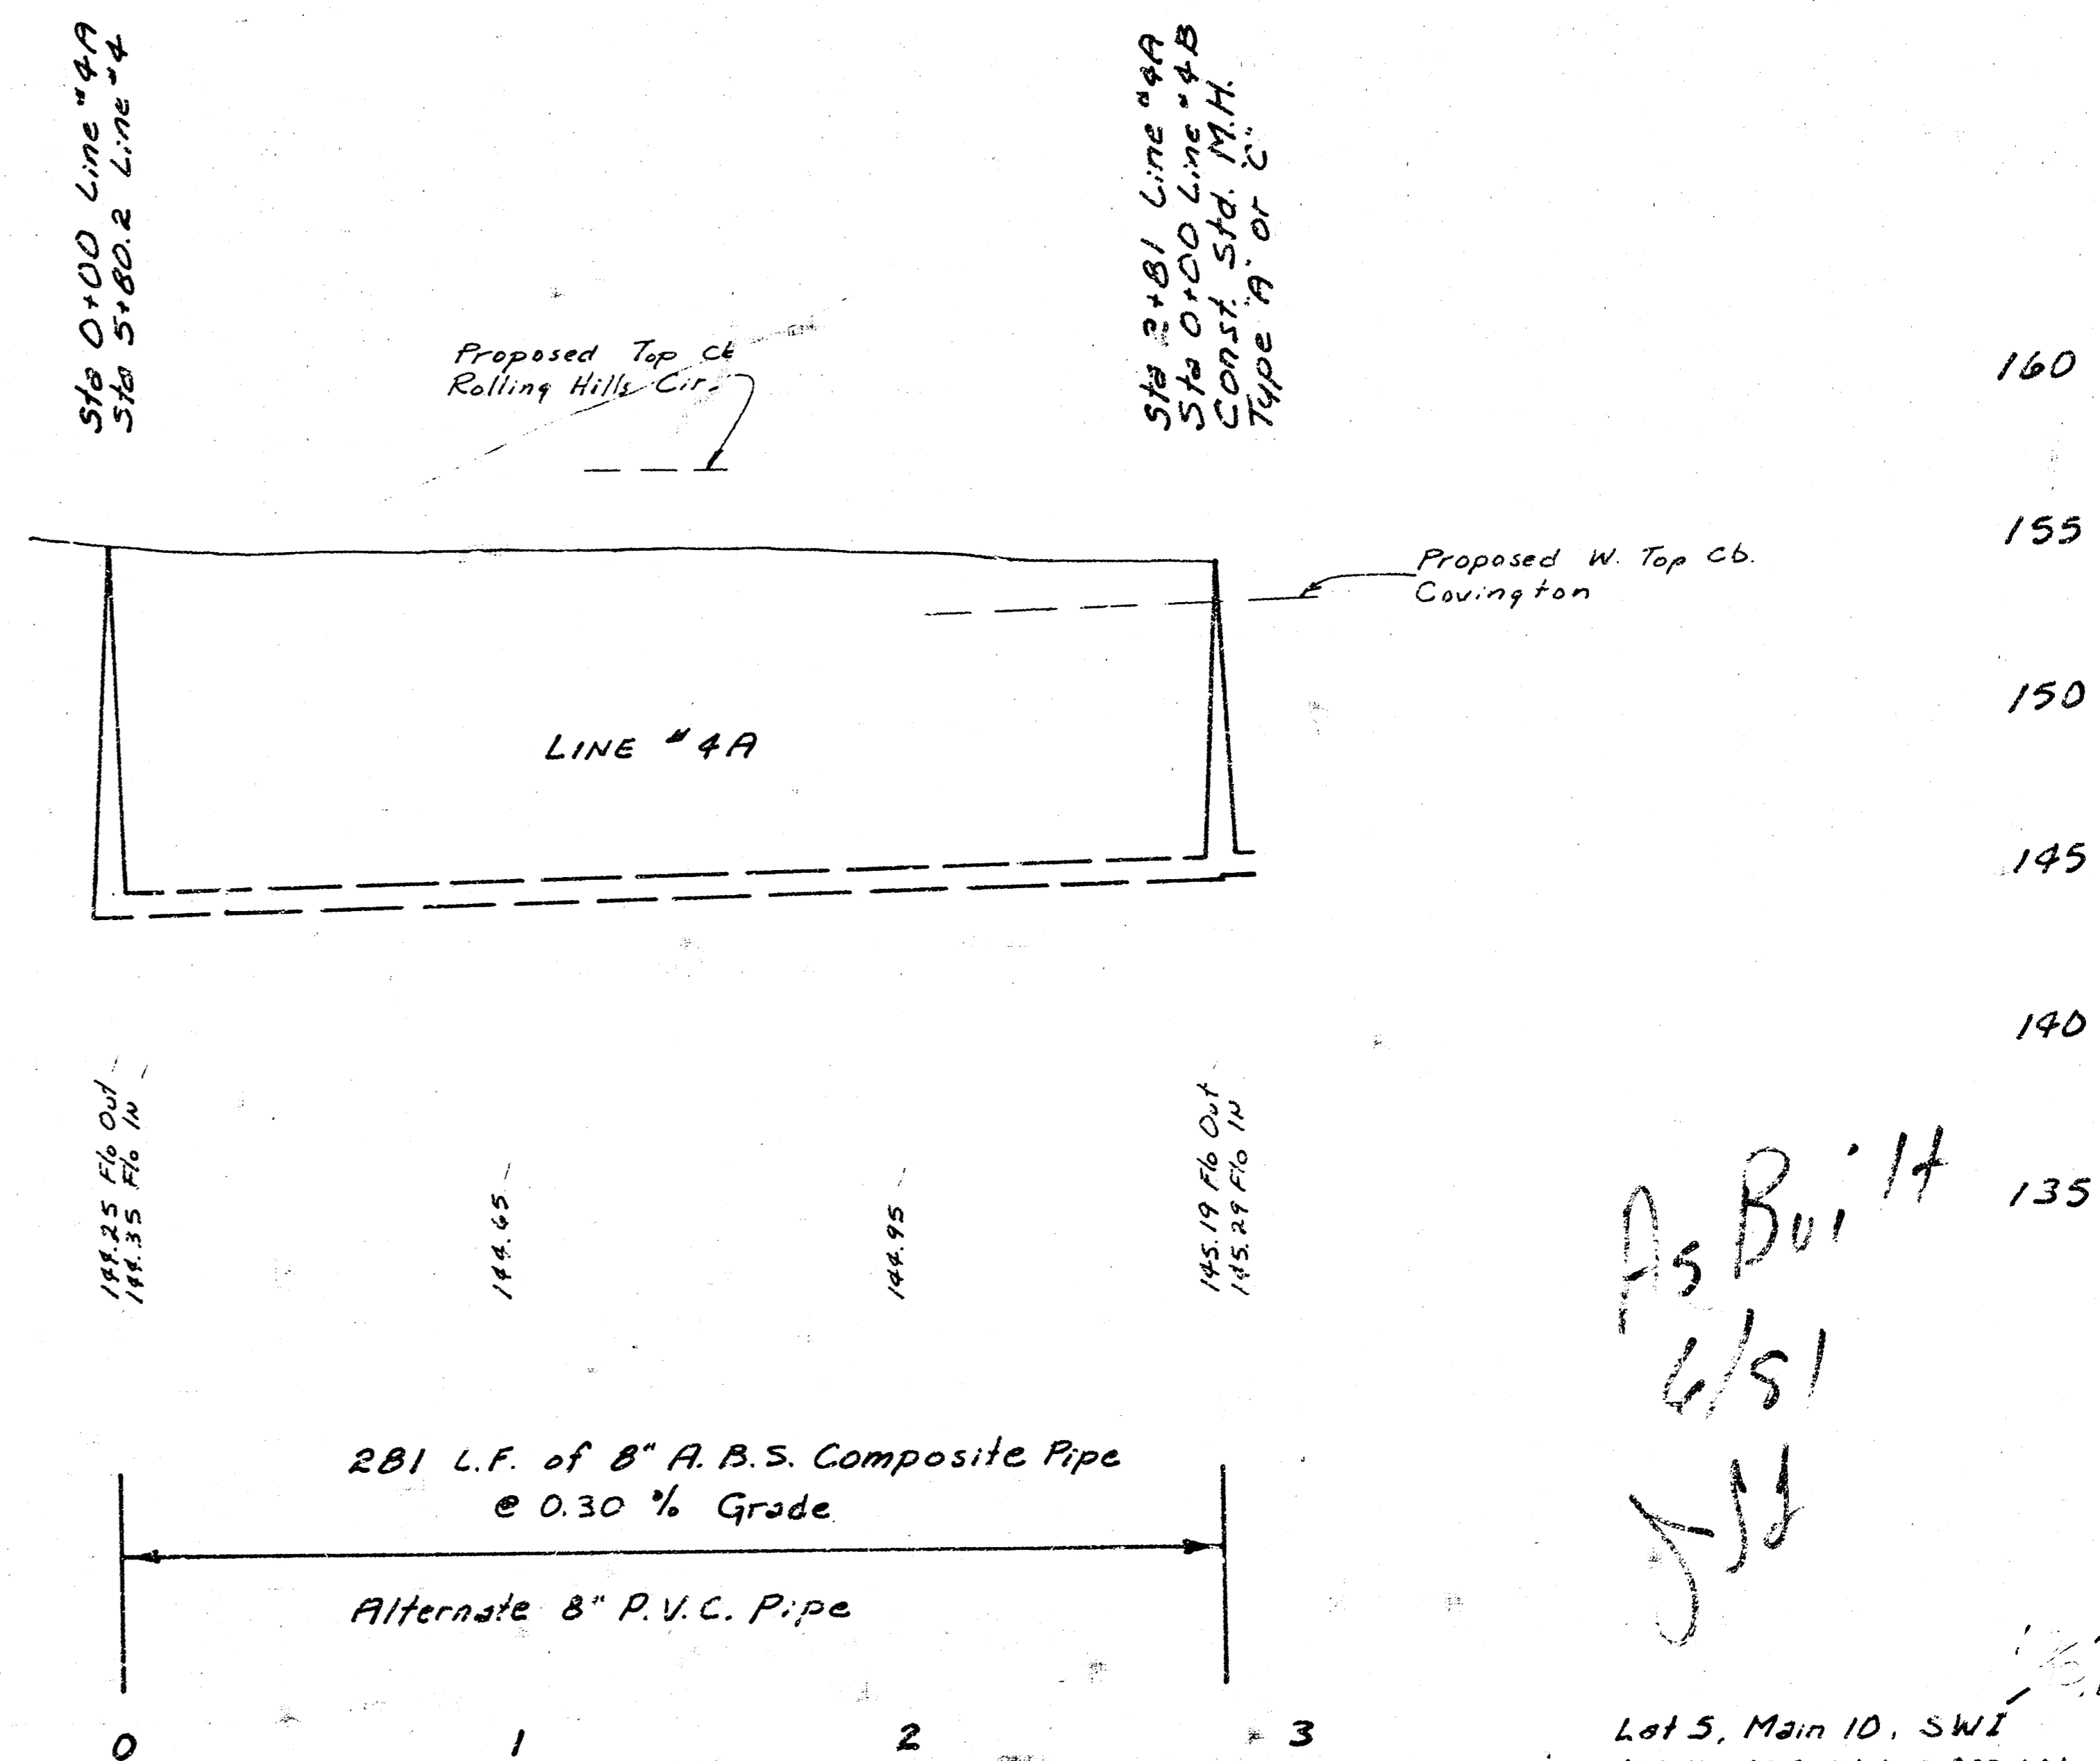 Sta 0+00 Line #4A
Sta 5+80.2 Line #4
Sta 2+81 Line #4A
Sta 0+00 Line #4B
Const. Std. M.H.
Type "A" or "C"
Proposed Top Cb
Rolling Hills Cir.
160
155
Proposed W. Top Cb.
Covington
150
LINE #4A
145
140
144.25 Flo Out
144.35 Flo IN
144.65
144.95
145.19 Flo Out
145.29 Flo IN
135
As Built
6/81
281 L.F. of 8" A.B.S. Composite Pipe
@ 0.30 % Grade
Alternate 8" P.V.C. Pipe
0 1 2 3
Lat 5, Main 10, SWI